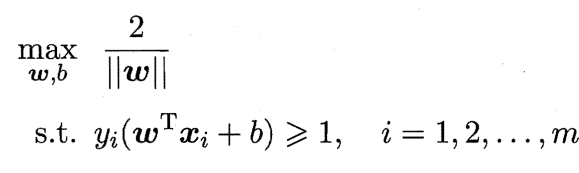 max_{w,b} 2/||w||
s.t. y_i(w^T x_i + b) ⩾ 1, i = 1, 2, ..., m